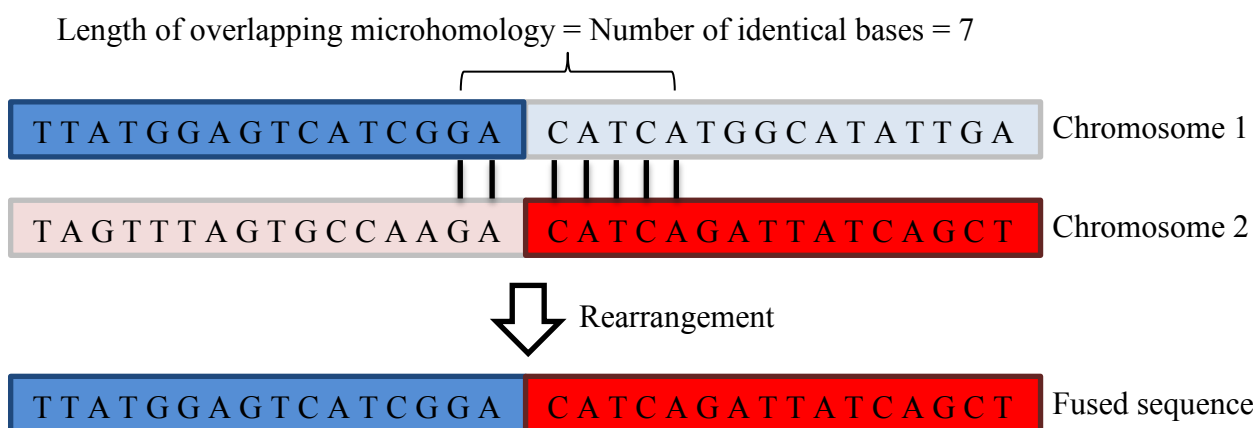 Length of overlapping microhomology = Number of identical bases = 7
T T A T G G A G T C A T C G G A C A T C A T G G C A T A T T G A Chromosome 1
T A G T T T A G T G C C A A G A C A T C A G A T T A T C A G C T Chromosome 2
Rearrangement
T T A T G G A G T C A T C G G A C A T C A G A T T A T C A G C T Fused sequence